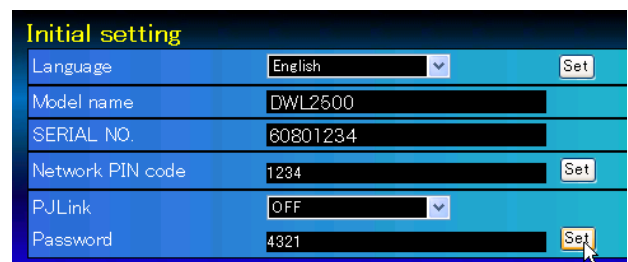 Initial setting
Language English Set
Model name DWL2500
SERIAL NO. 60801234
Network PIN code 1234 Set
PJLink OFF
Password 4321 Set